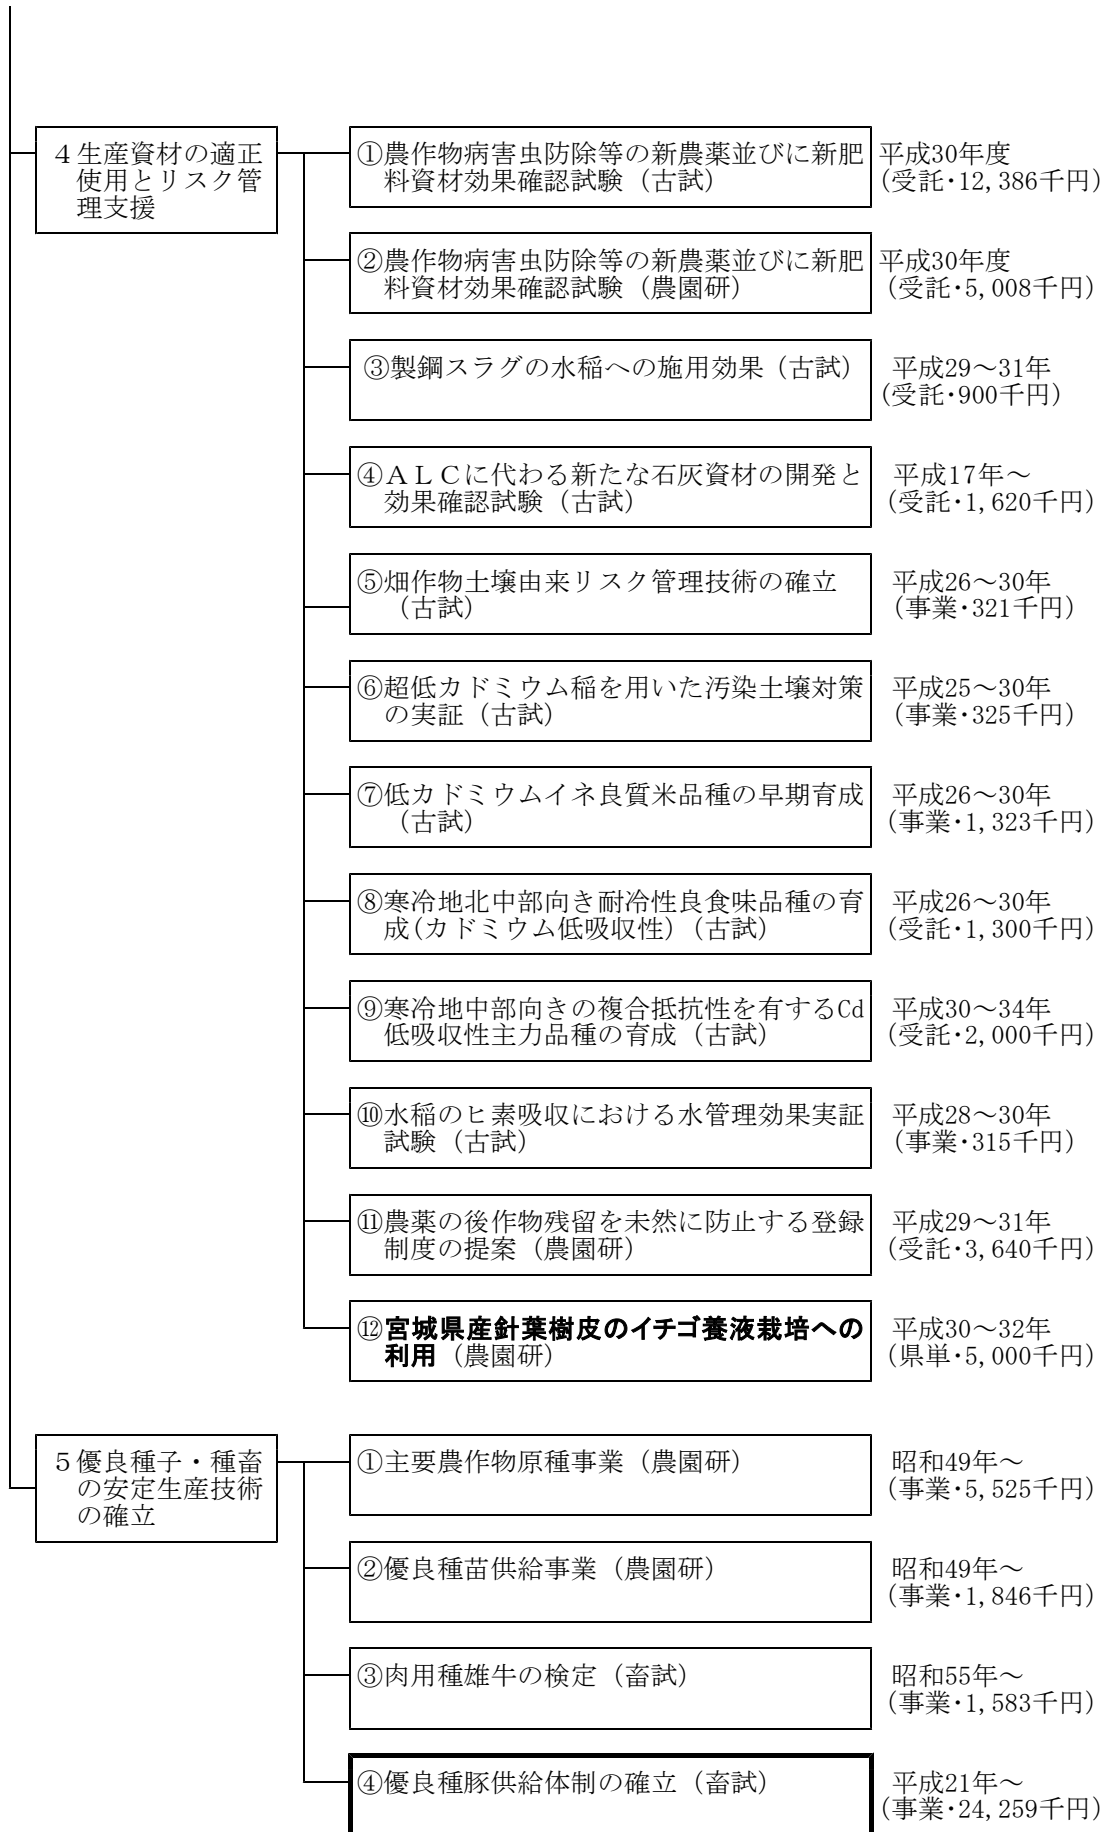 4 生産資材の適正
使用とリスク管
理支援
①農作物病害虫防除等の新農薬並びに新肥
料資材効果確認試験（古試）
平成30年度
(受託･12,386千円)
②農作物病害虫防除等の新農薬並びに新肥
料資材効果確認試験（農園研）
平成30年度
(受託･5,008千円)
③製鋼スラグの水稲への施用効果（古試）
平成29～31年
(受託･900千円)
④ＡＬＣに代わる新たな石灰資材の開発と
効果確認試験（古試）
平成17年～
(受託･1,620千円)
⑤畑作物土壌由来リスク管理技術の確立
（古試）
平成26～30年
(事業･321千円)
⑥超低カドミウム稲を用いた汚染土壌対策
の実証（古試）
平成25～30年
(事業･325千円)
⑦低カドミウムイネ良質米品種の早期育成
（古試）
平成26～30年
(事業･1,323千円)
⑧寒冷地北中部向き耐冷性良食味品種の育
成(カドミウム低吸収性)（古試）
平成26～30年
(受託･1,300千円)
⑨寒冷地中部向きの複合抵抗性を有するCd
低吸収性主力品種の育成（古試）
平成30～34年
(受託･2,000千円)
⑩水稲のヒ素吸収における水管理効果実証
試験（古試）
平成28～30年
(事業･315千円)
⑪農薬の後作物残留を未然に防止する登録
制度の提案（農園研）
平成29～31年
(受託･3,640千円)
⑫宮城県産針葉樹皮のイチゴ養液栽培への
利用（農園研）
平成30～32年
(県単･5,000千円)
5 優良種子・種畜
の安定生産技術
の確立
①主要農作物原種事業（農園研）
昭和49年～
(事業･5,525千円)
②優良種苗供給事業（農園研）
昭和49年～
(事業･1,846千円)
③肉用種雄牛の検定（畜試）
昭和55年～
(事業･1,583千円)
④優良種豚供給体制の確立（畜試）
平成21年～
(事業･24,259千円)